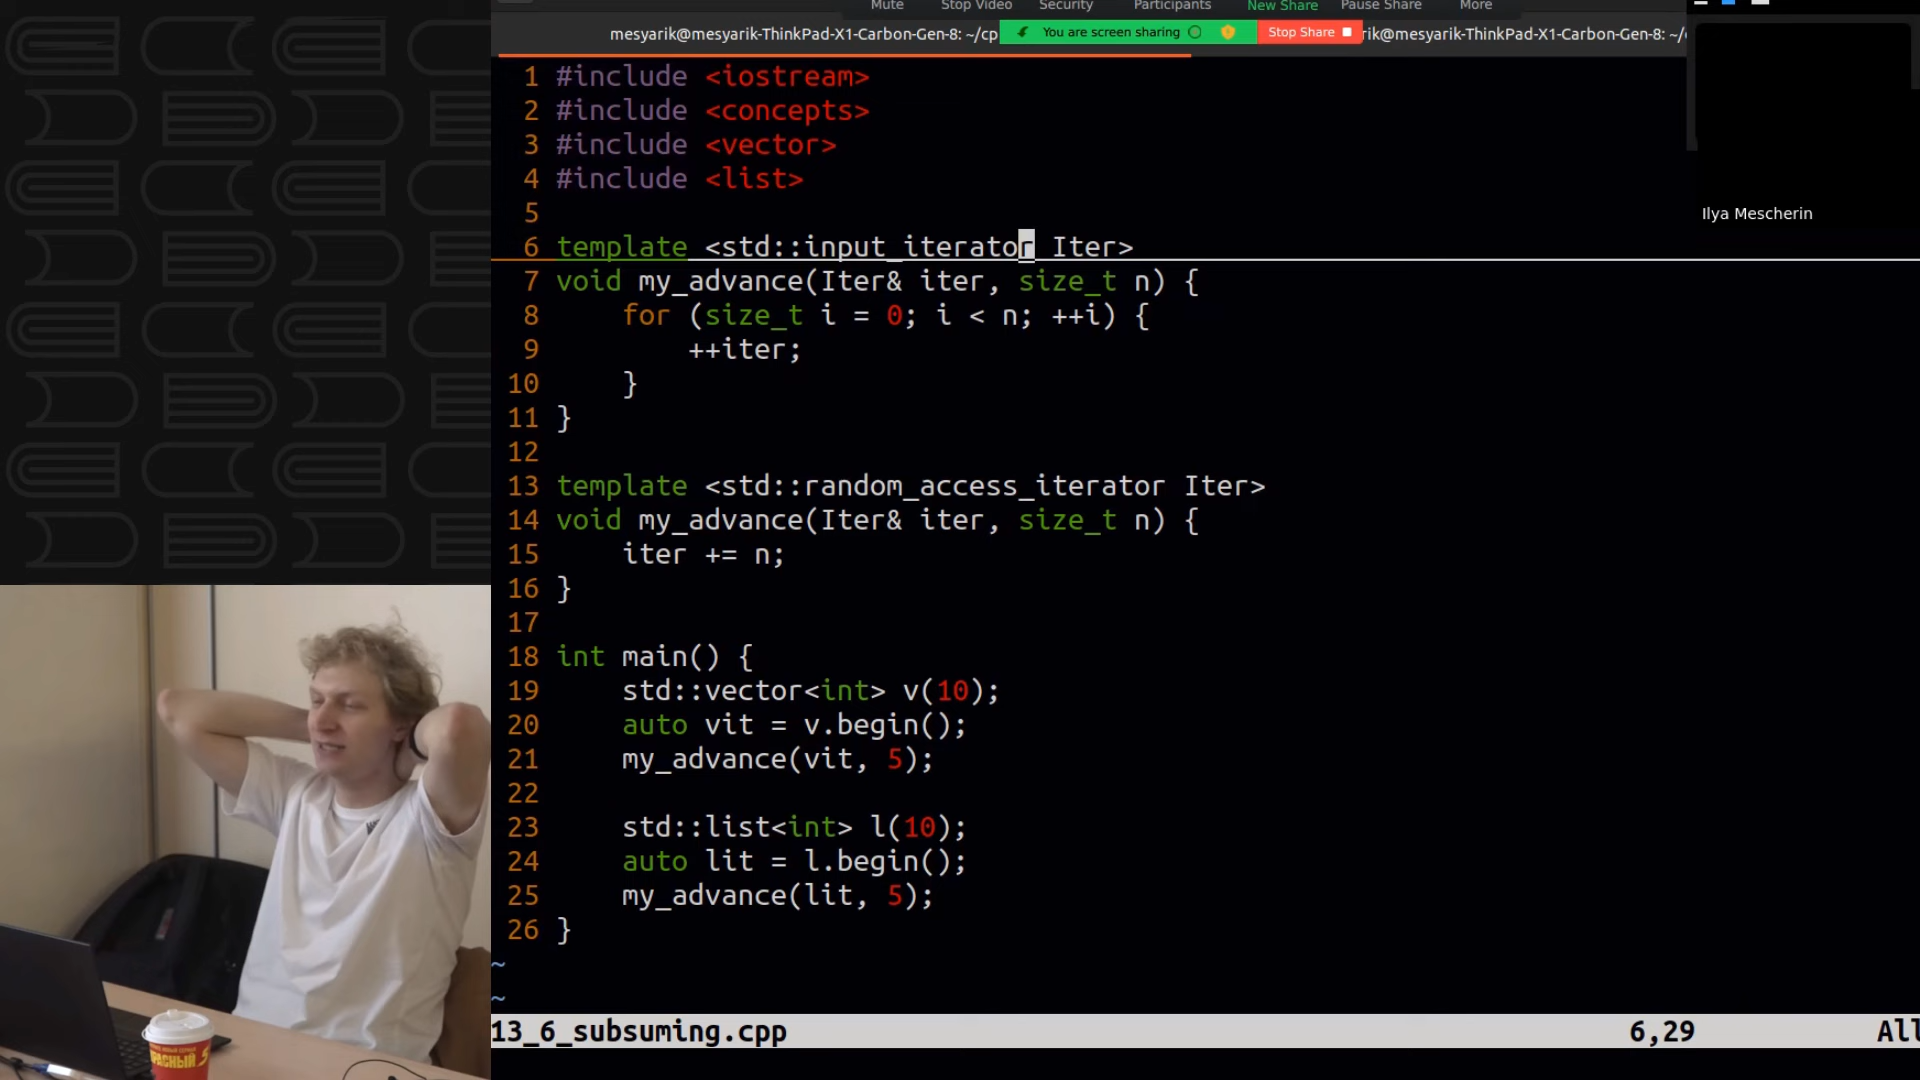 Mute Stop Video Security Participants New Share Pause Share More
mesyarik@mesyarik-ThinkPad-X1-Carbon-Gen-8: ~/cp You are screen sharing Stop Share rik@mesyarik-ThinkPad-X1-Carbon-Gen-8: ~/
Ilya Mescherin
1 #include <iostream>
2 #include <concepts>
3 #include <vector>
4 #include <list>
5
6 template <std::input_iterator Iter>
7 void my_advance(Iter& iter, size_t n) {
8     for (size_t i = 0; i < n; ++i) {
9         ++iter;
10     }
11 }
12
13 template <std::random_access_iterator Iter>
14 void my_advance(Iter& iter, size_t n) {
15     iter += n;
16 }
17
18 int main() {
19     std::vector<int> v(10);
20     auto vit = v.begin();
21     my_advance(vit, 5);
22
23     std::list<int> l(10);
24     auto lit = l.begin();
25     my_advance(lit, 5);
26 }
~
~
13_6_subsuming.cpp 6,29 All